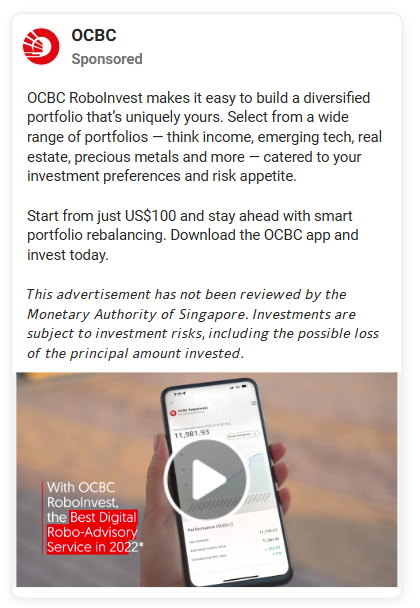 OCBC
Sponsored
OCBC RoboInvest makes it easy to build a diversified
portfolio that's uniquely yours. Select from a wide
range of portfolios — think income, emerging tech, real
estate, precious metals and more — catered to your
investment preferences and risk appetite.
Start from just US$100 and stay ahead with smart
portfolio rebalancing. Download the OCBC app and
invest today.
This advertisement has not been reviewed by the
Monetary Authority of Singapore. Investments are
subject to investment risks, including the possible loss
of the principal amount invested.
OCBC RoboInvest
11,981.93
With OCBC
RoboInvest,
the Best Digital
Robo-Advisory
Service in 2022*